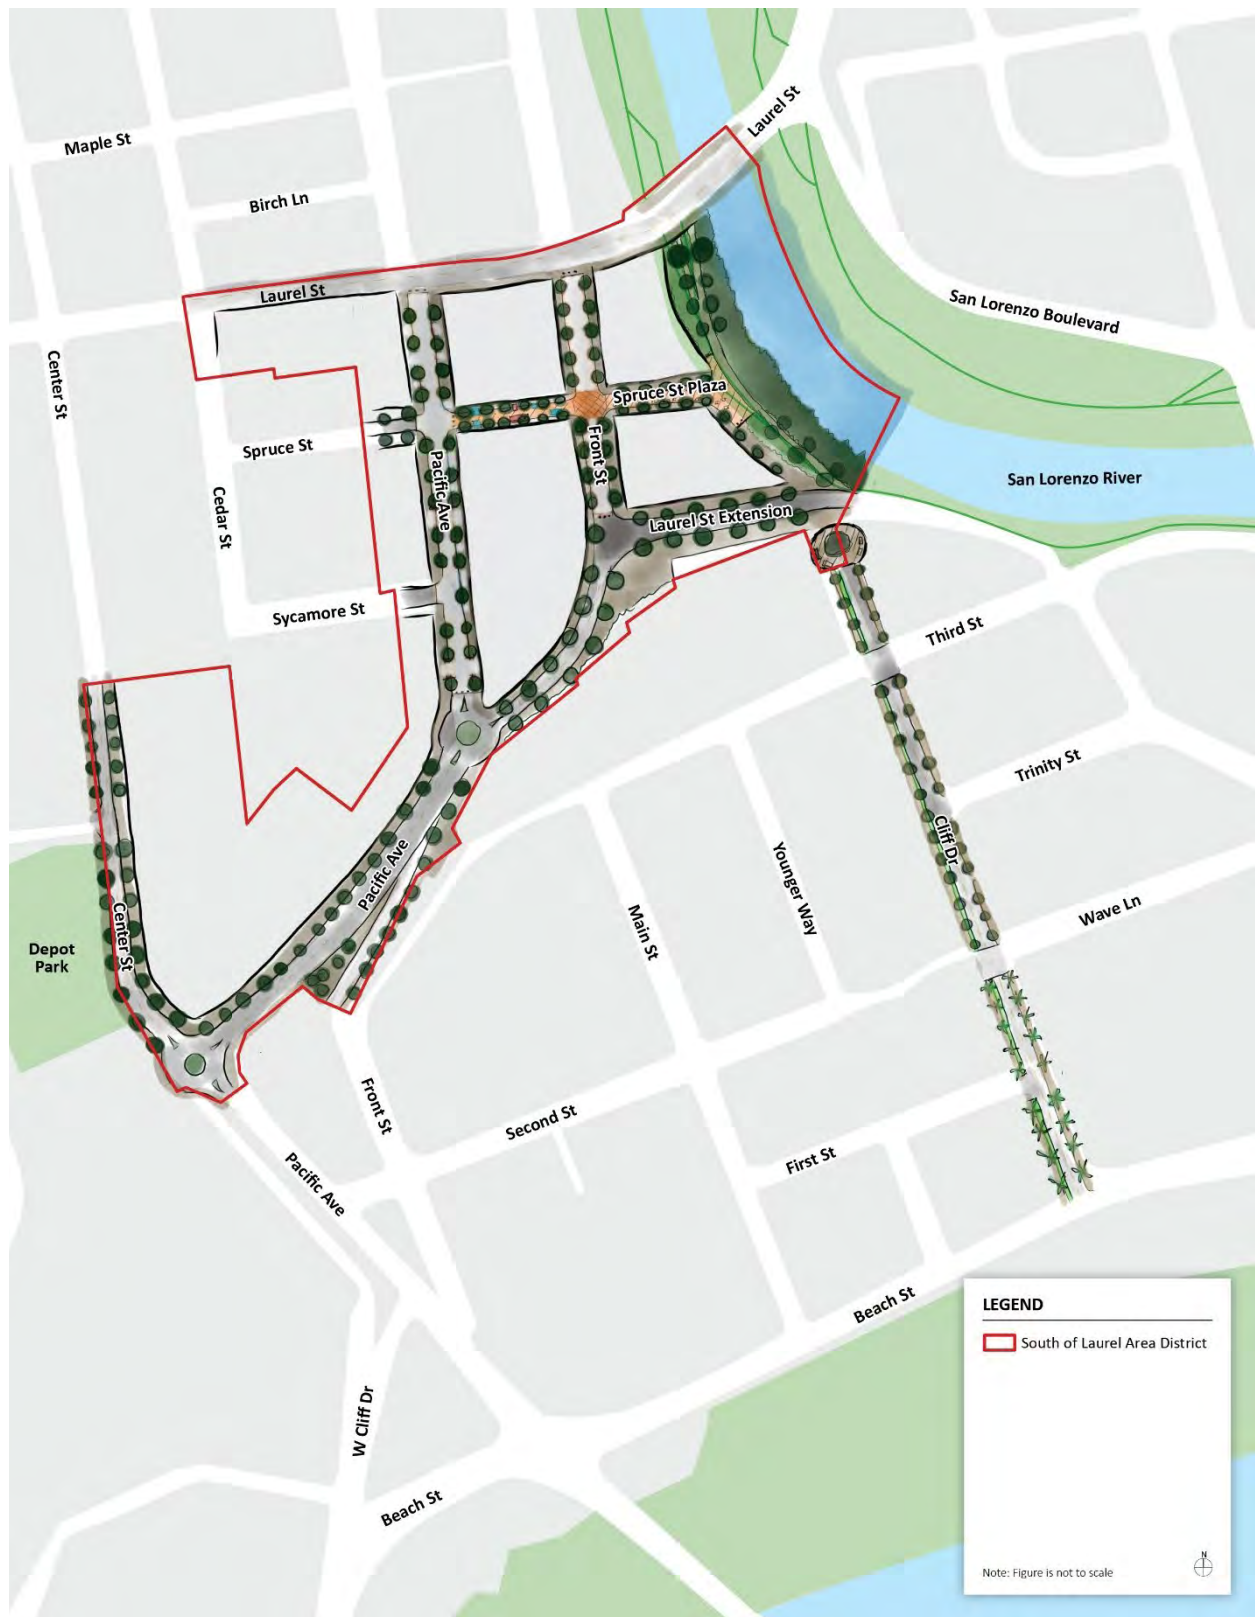 Laurel St
Maple St
Birch Ln
Laurel St
San Lorenzo Boulevard
Center St
Spruce St Plaza
Spruce St
Front St
Pacific Ave
San Lorenzo River
Cedar St
Laurel St Extension
Sycamore St
Third St
Trinity St
Cliff Dr
Pacific Ave
Younger Way
Main St
Wave Ln
Center St
Depot
Park
Front St
Second St
First St
Pacific Ave
Beach St
W Cliff Dr
Beach St
LEGEND
South of Laurel Area District
Note: Figure is not to scale
N